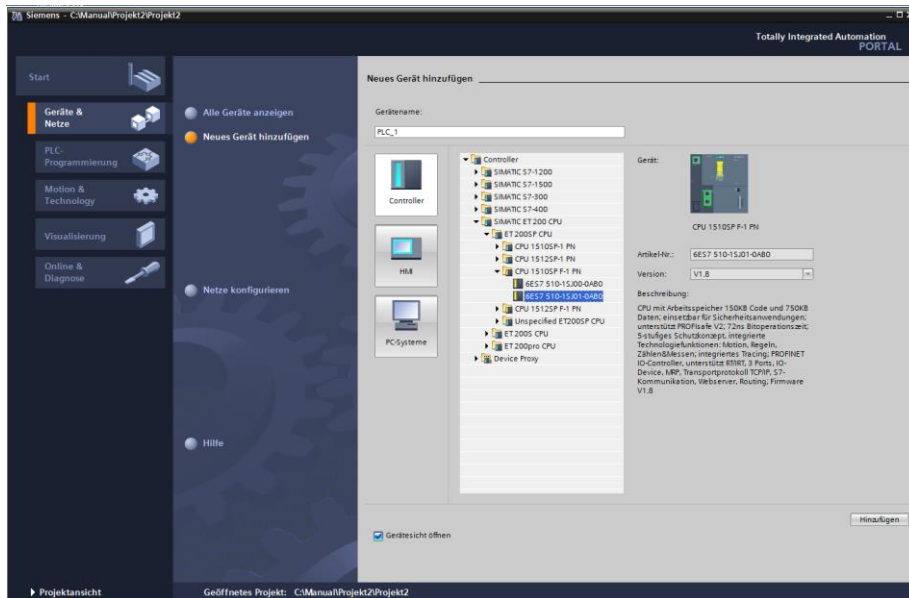 Siemens - C:\Manual\Projekt2\Projekt2
Totally Integrated Automation
PORTAL
Start
Geräte &
Netze
PLC-
Programmierung
Motion &
Technology
Visualisierung
Online &
Diagnose
Alle Geräte anzeigen
Neues Gerät hinzufügen
Netze konfigurieren
Hilfe
Neues Gerät hinzufügen
Gerätename:
PLC_1
Controller
HMI
PC-Systeme
Controller
SIMATIC S7-1200
SIMATIC S7-1500
SIMATIC S7-300
SIMATIC S7-400
SIMATIC ET 200 CPU
ET 200SP CPU
CPU 1510SP-1 PN
CPU 1512SP-1 PN
CPU 1510SP F-1 PN
6ES7 510-1SJ00-0AB0
6ES7 510-1SJ01-0AB0
CPU 1512SP F-1 PN
Unspecified ET200SP CPU
ET 200S CPU
ET 200pro CPU
Device Proxy
Gerät:
CPU 1510SP F-1 PN
Artikel-Nr.: 6ES7 510-1SJ01-0AB0
Version: V1.8
Beschreibung:
CPU mit Arbeitsspeicher 150KB Code und 750KB
Daten; einsetzbar für Sicherheitsanwendungen;
unterstützt PROFIsafe V2; 72ns Bitoperationszeit;
5-stufiges Schutzkonzept, integrierte
Technologiefunktionen: Motion, Regeln,
Zählen&Messen; integriertes Tracing; PROFINET
IO-Controller, unterstützt RT/IRT, 3 Ports, IO-
Device, MRP, Transportprotokoll TCP/IP, S7-
Kommunikation, Webserver, Routing; Firmware
V1.8
Hinzufügen
Gerätesicht öffnen
Projektansicht
Geöffnetes Projekt: C:\Manual\Projekt2\Projekt2